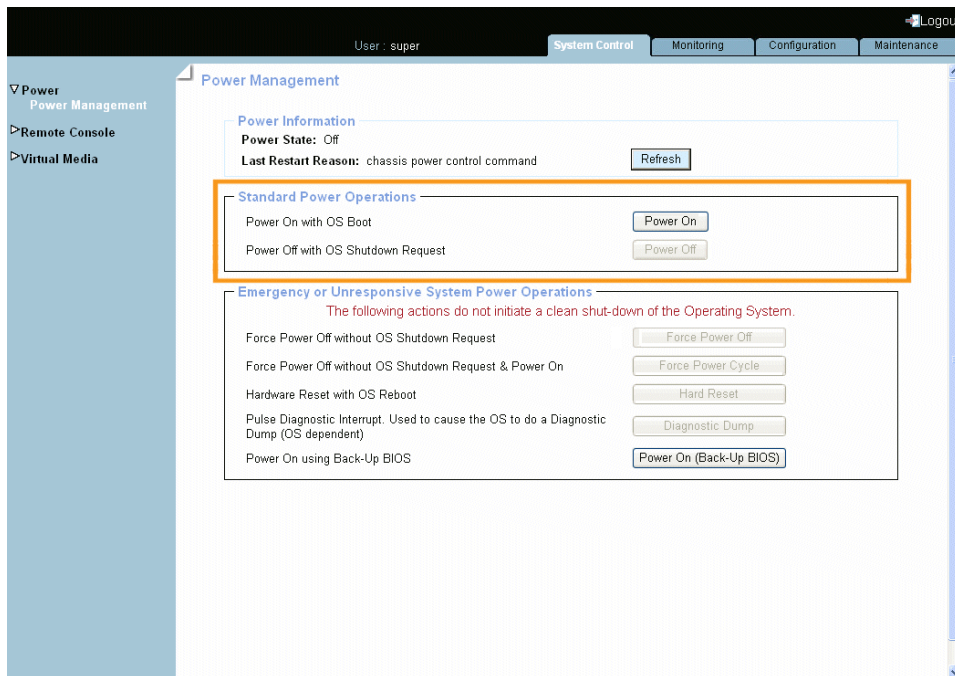 Logou
User : super
System Control
Monitoring
Configuration
Maintenance
Power
Power Management
Remote Console
Virtual Media
Power Management
Power Information
Power State: Off
Last Restart Reason: chassis power control command
Refresh
Standard Power Operations
Power On with OS Boot
Power On
Power Off with OS Shutdown Request
Power Off
Emergency or Unresponsive System Power Operations
The following actions do not initiate a clean shut-down of the Operating System.
Force Power Off without OS Shutdown Request
Force Power Off
Force Power Off without OS Shutdown Request & Power On
Force Power Cycle
Hardware Reset with OS Reboot
Hard Reset
Pulse Diagnostic Interrupt. Used to cause the OS to do a Diagnostic
Dump (OS dependent)
Diagnostic Dump
Power On using Back-Up BIOS
Power On (Back-Up BIOS)